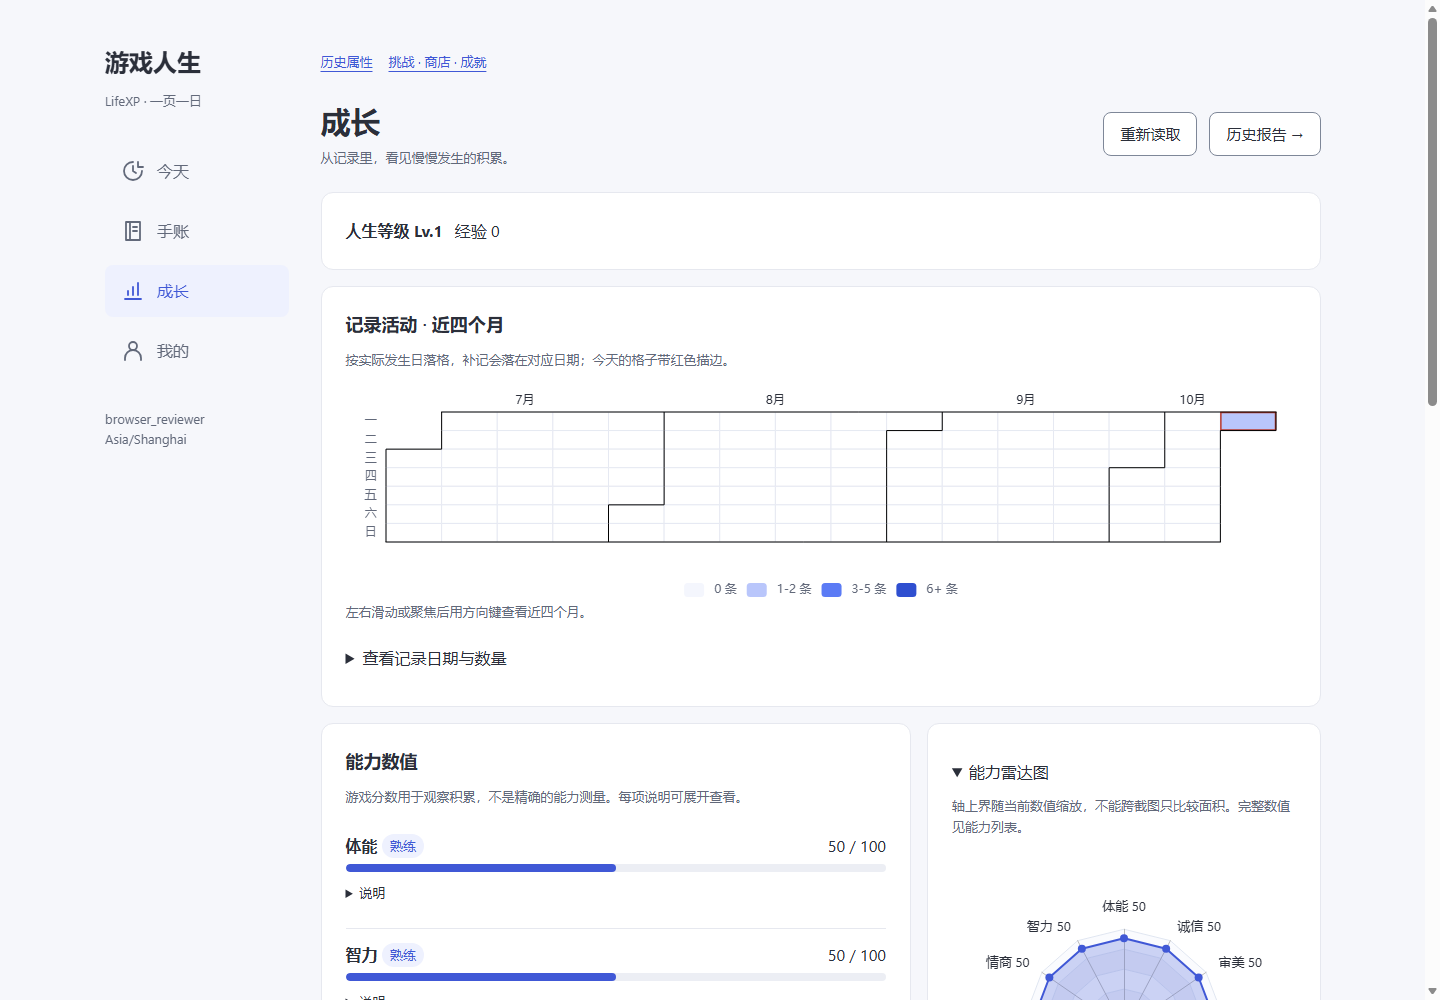 游戏人生
LifeXP · 一页一日
今天
手账
成长
我的
browser_reviewer
Asia/Shanghai
历史属性 挑战 · 商店 · 成就
成长
从记录里，看见慢慢发生的积累。
重新读取
历史报告 →
人生等级 Lv.1 经验 0
记录活动 · 近四个月
按实际发生日落格，补记会落在对应日期；今天的格子带红色描边。
7月 8月 9月 10月
一
二
三
四
五
六
日
0 条 1-2 条 3-5 条 6+ 条
左右滑动或聚焦后用方向键查看近四个月。
▶ 查看记录日期与数量
能力数值
游戏分数用于观察积累，不是精确的能力测量。每项说明可展开查看。
体能 熟练 50 / 100
▶ 说明
智力 熟练 50 / 100
▶ 说明
▼ 能力雷达图
轴上界随当前数值缩放，不能跨截图只比较面积。完整数值
见能力列表。
体能 50
智力 50 诚信 50
情商 50 审美 50